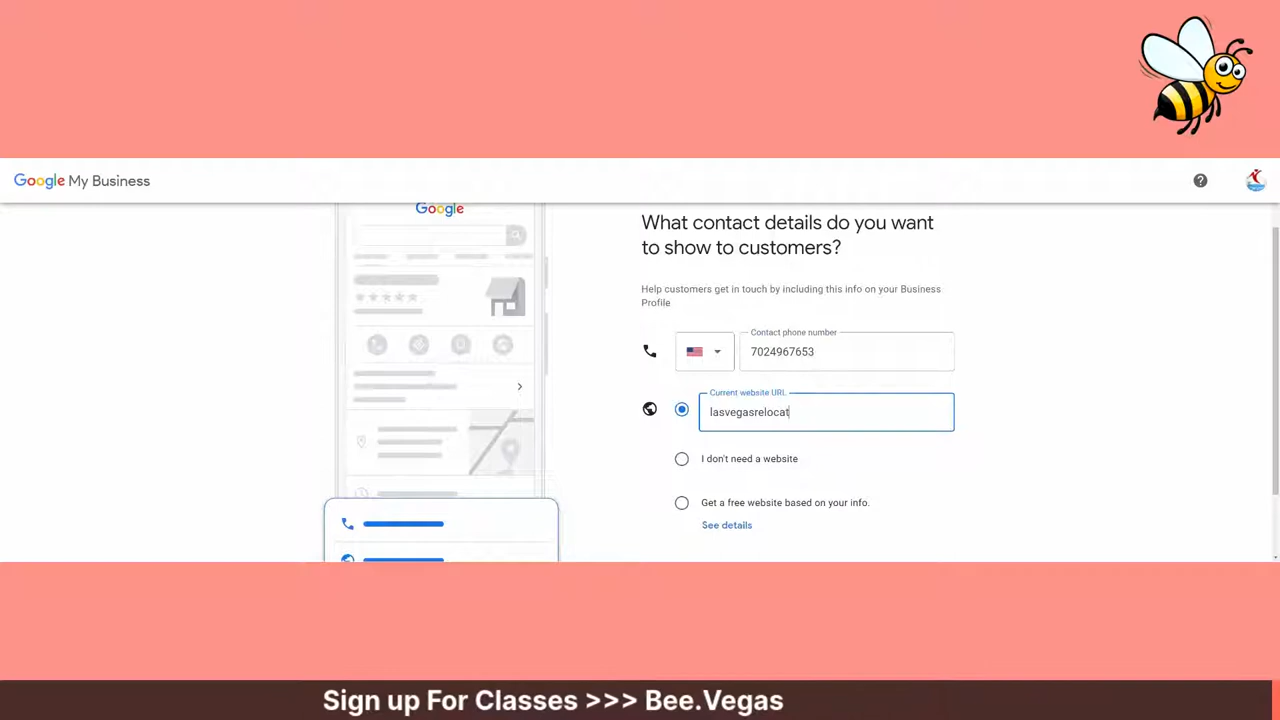 Google My Business
Google
What contact details do you want
to show to customers?
Help customers get in touch by including this info on your Business
Profile
Contact phone number
7024967653
Current website URL
lasvegasrelocat
I don't need a website
Get a free website based on your info.
See details
Sign up For Classes >>> Bee.Vegas